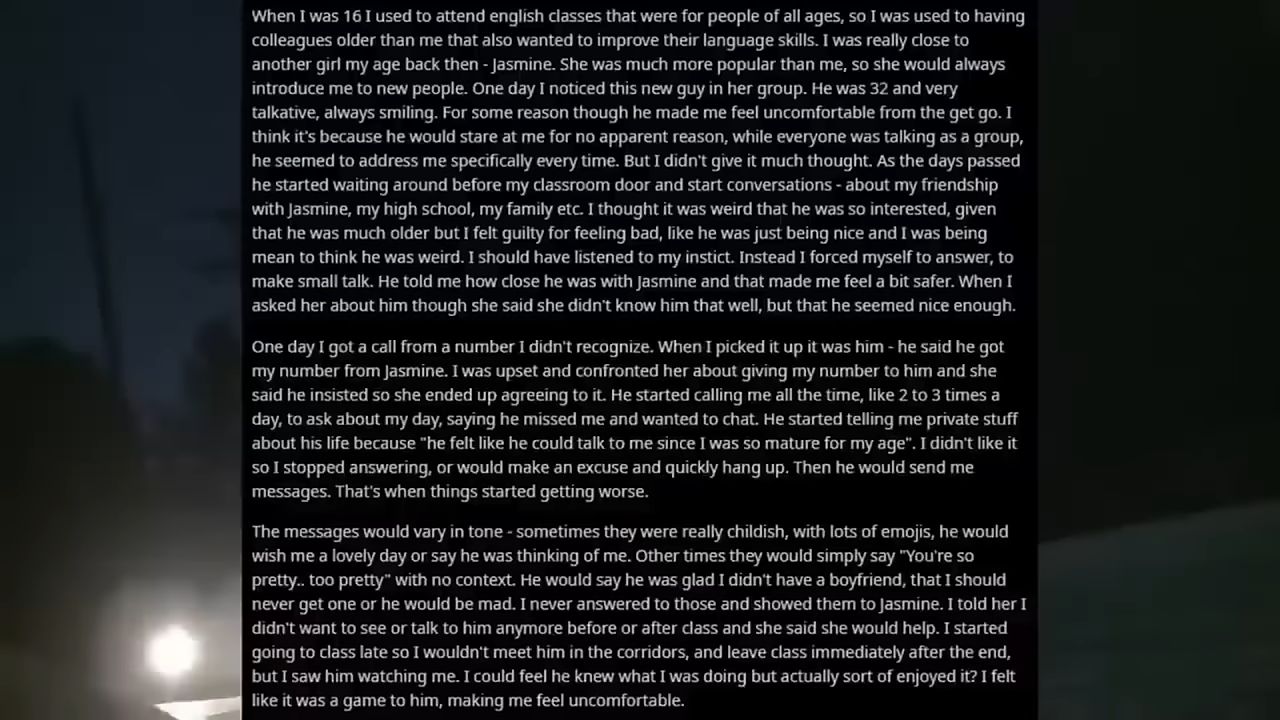 When I was 16 I used to attend english classes that were for people of all ages, so I was used to having
colleagues older than me that also wanted to improve their language skills. I was really close to
another girl my age back then - Jasmine. She was much more popular than me, so she would always
introduce me to new people. One day I noticed this new guy in her group. He was 32 and very
talkative, always smiling. For some reason though he made me feel uncomfortable from the get go. I
think it's because he would stare at me for no apparent reason, while everyone was talking as a group,
he seemed to address me specifically every time. But I didn't give it much thought. As the days passed
he started waiting around before my classroom door and start conversations - about my friendship
with Jasmine, my high school, my family etc. I thought it was weird that he was so interested, given
that he was much older but I felt guilty for feeling bad, like he was just being nice and I was being
mean to think he was weird. I should have listened to my instict. Instead I forced myself to answer, to
make small talk. He told me how close he was with Jasmine and that made me feel a bit safer. When I
asked her about him though she said she didn't know him that well, but that he seemed nice enough.
One day I got a call from a number I didn't recognize. When I picked it up it was him - he said he got
my number from Jasmine. I was upset and confronted her about giving my number to him and she
said he insisted so she ended up agreeing to it. He started calling me all the time, like 2 to 3 times a
day, to ask about my day, saying he missed me and wanted to chat. He started telling me private stuff
about his life because "he felt like he could talk to me since I was so mature for my age". I didn't like it
so I stopped answering, or would make an excuse and quickly hang up. Then he would send me
messages. That's when things started getting worse.
The messages would vary in tone - sometimes they were really childish, with lots of emojis, he would
wish me a lovely day or say he was thinking of me. Other times they would simply say "You're so
pretty.. too pretty" with no context. He would say he was glad I didn't have a boyfriend, that I should
never get one or he would be mad. I never answered to those and showed them to Jasmine. I told her I
didn't want to see or talk to him anymore before or after class and she said she would help. I started
going to class late so I wouldn't meet him in the corridors, and leave class immediately after the end,
but I saw him watching me. I could feel he knew what I was doing but actually sort of enjoyed it? I felt
like it was a game to him, making me feel uncomfortable.